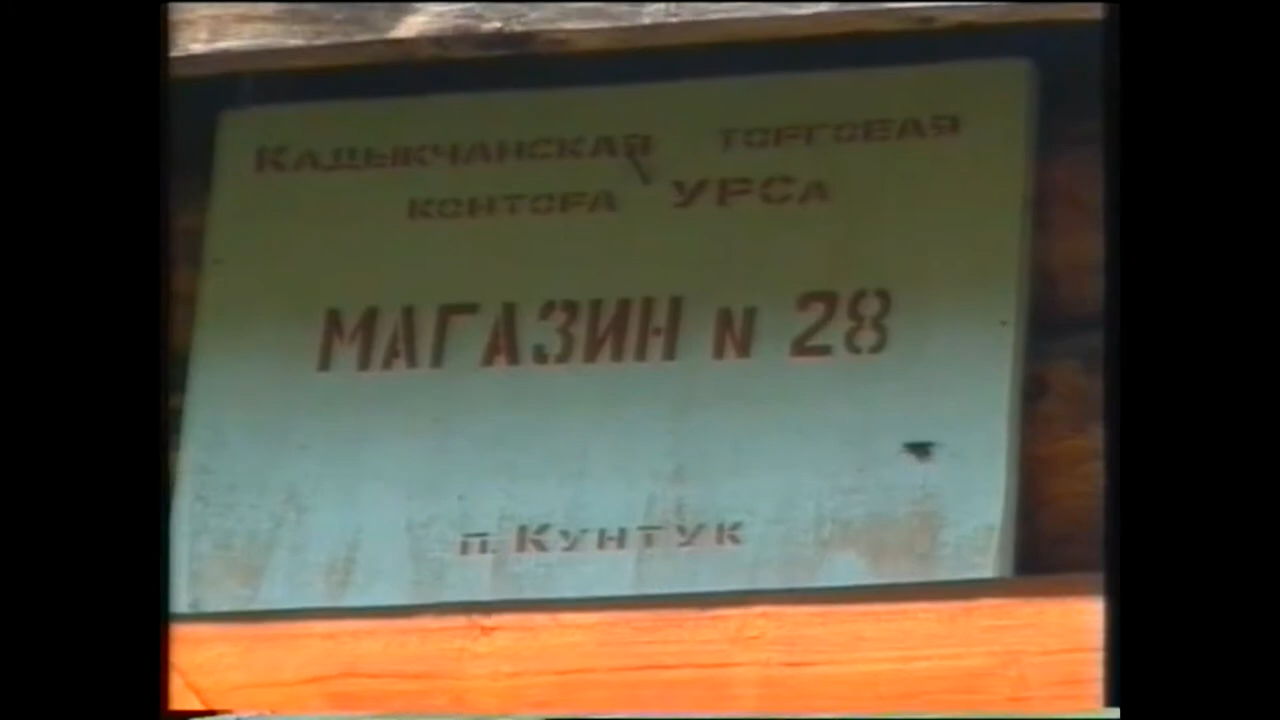 Кадыкчанская торговая
контора УРСа
МАГАЗИН N 28
п. Кунтук